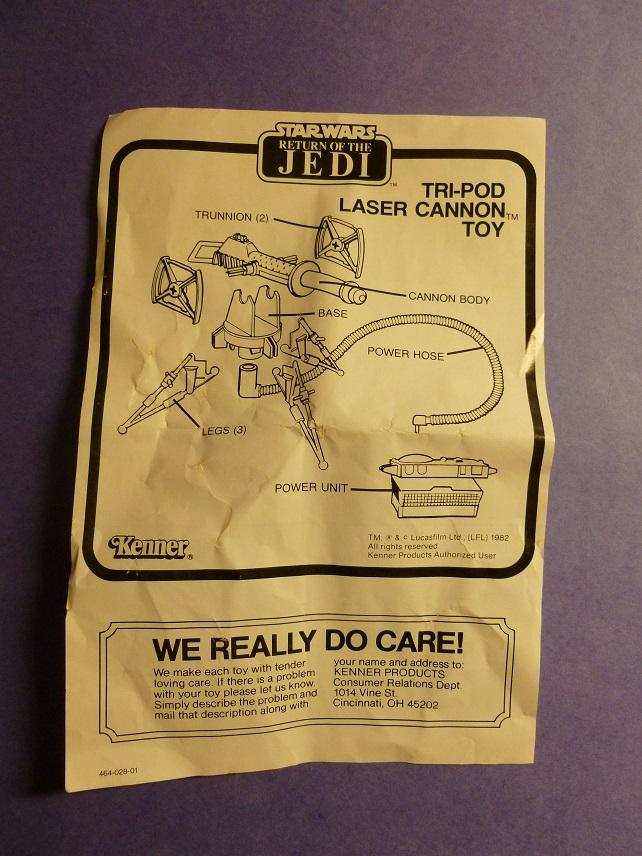 STAR WARS
RETURN OF THE
JEDI
TM
TRI-POD
LASER CANNON TM
TOY
TRUNNION (2)
CANNON BODY
BASE
POWER HOSE
LEGS (3)
POWER UNIT
Kenner®
TM, ® & © Lucasfilm Ltd., (LFL) 1982
All rights reserved
Kenner Products Authorized User
WE REALLY DO CARE!
We make each toy with tender
loving care. If there is a problem
with your toy please let us know.
Simply describe the problem and
mail that description along with
your name and address to:
KENNER PRODUCTS
Consumer Relations Dept.
1014 Vine St.
Cincinnati, OH 45202
464-028-01